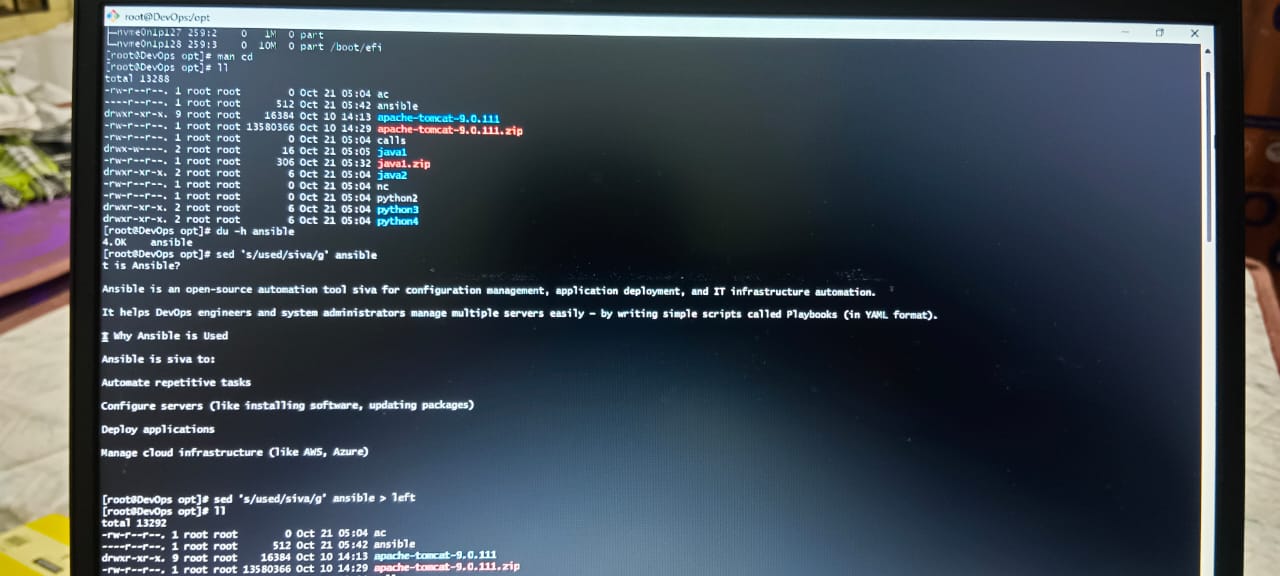 root@DevOps:/opt
├─nvme0n1p127 259:2 0 1M 0 part
└─nvme0n1p128 259:3 0 10M 0 part /boot/efi
[root@DevOps opt]# man cd
[root@DevOps opt]# ll
total 13288
-rw-r--r--. 1 root root 0 Oct 21 05:04 ac
----r--r--. 1 root root 512 Oct 21 05:42 ansible
drwxr-xr-x. 9 root root 16384 Oct 10 14:13 apache-tomcat-9.0.111
-rw-r--r--. 1 root root 13580366 Oct 10 14:29 apache-tomcat-9.0.111.zip
-rw-r--r--. 1 root root 0 Oct 21 05:04 calls
drwx-w----. 2 root root 16 Oct 21 05:05 java1
-rw-r--r--. 1 root root 306 Oct 21 05:32 java1.zip
drwxr-xr-x. 2 root root 6 Oct 21 05:04 java2
-rw-r--r--. 1 root root 0 Oct 21 05:04 nc
-rw-r--r--. 1 root root 0 Oct 21 05:04 python2
drwxr-xr-x. 2 root root 6 Oct 21 05:04 python3
drwxr-xr-x. 2 root root 6 Oct 21 05:04 python4
[root@DevOps opt]# du -h ansible
4.0K ansible
[root@DevOps opt]# sed 's/used/siva/g' ansible
t is Ansible?
Ansible is an open-source automation tool siva for configuration management, application deployment, and IT infrastructure automation.
It helps DevOps engineers and system administrators manage multiple servers easily — by writing simple scripts called Playbooks (in YAML format).
Why Ansible is Used
Ansible is siva to:
Automate repetitive tasks
Configure servers (like installing software, updating packages)
Deploy applications
Manage cloud infrastructure (like AWS, Azure)
[root@DevOps opt]# sed 's/used/siva/g' ansible > left
[root@DevOps opt]# ll
total 13292
-rw-r--r--. 1 root root 0 Oct 21 05:04 ac
----r--r--. 1 root root 512 Oct 21 05:42 ansible
drwxr-xr-x. 9 root root 16384 Oct 10 14:13 apache-tomcat-9.0.111
-rw-r--r--. 1 root root 13580366 Oct 10 14:29 apache-tomcat-9.0.111.zip